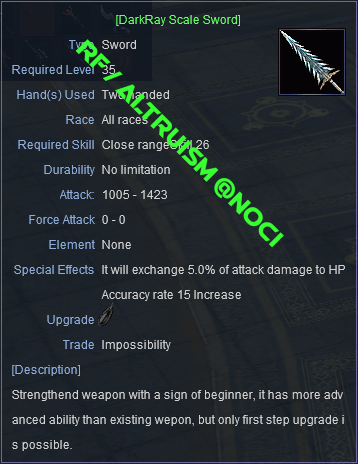 [DarkRay Scale Sword]
Type Sword
Required Level 35
Hand(s) Used Two handed
Race All races
Required Skill Close range Skill 26
Durability No limitation
Attack: 1005 - 1423
Force Attack 0 - 0
Element None
Special Effects It will exchange 5.0% of attack damage to HP
Accuracy rate 15 Increase
Upgrade
Trade Impossibility
[Description]
Strengthend weapon with a sign of beginner, it has more adv
anced ability than existing wepon, but only first step upgrade i
s possible.
RF/ ALTRUISM @NOCI